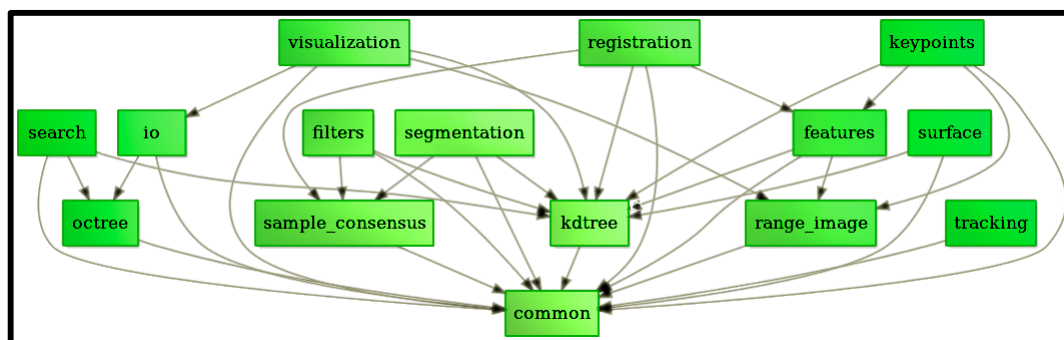 visualization
registration
keypoints
search
io
filters
segmentation
features
surface
octree
sample_consensus
kdtree
range_image
tracking
common